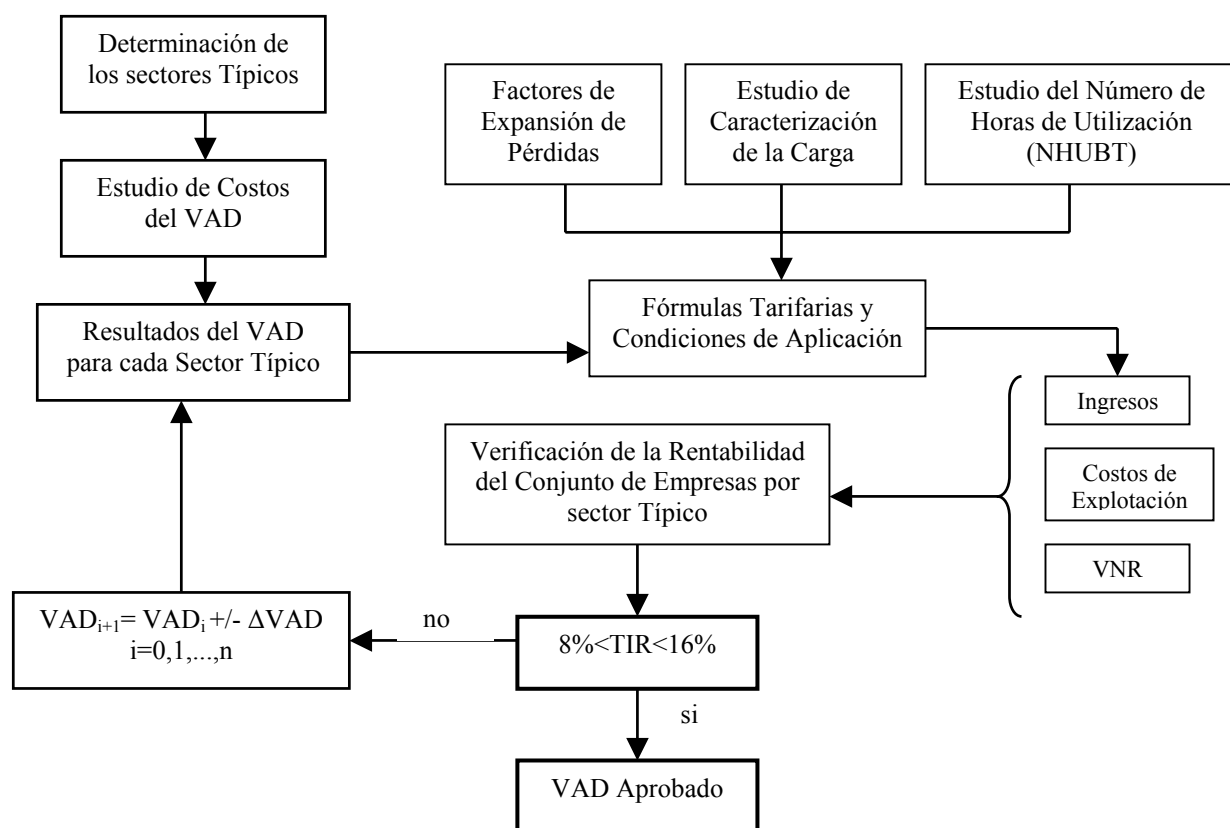 Determinación de
los sectores Típicos
Estudio de Costos
del VAD
Resultados del VAD
para cada Sector Típico
Factores de
Expansión de
Pérdidas
Estudio de
Caracterización
de la Carga
Estudio del Número de
Horas de Utilización
(NHUBT)
Fórmulas Tarifarias y
Condiciones de Aplicación
Ingresos
Costos de
Explotación
VNR
Verificación de la Rentabilidad
del Conjunto de Empresas por
sector Típico
8%<TIR<16%
no
VADi+1= VADi +/- ΔVAD
i=0,1,...,n
si
VAD Aprobado